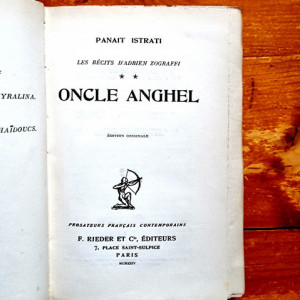 YRALINA.
HAÏDOUCS.
PANAIT ISTRATI
LES RÉCITS D'ADRIEN ZOGRAFFI
* *
ONCLE ANGHEL
ÉDITION ORIGINALE
PROSATEURS FRANÇAIS CONTEMPORAINS
F. RIEDER ET Cie, ÉDITEURS
7, PLACE SAINT-SULPICE
PARIS
MCMXXIV